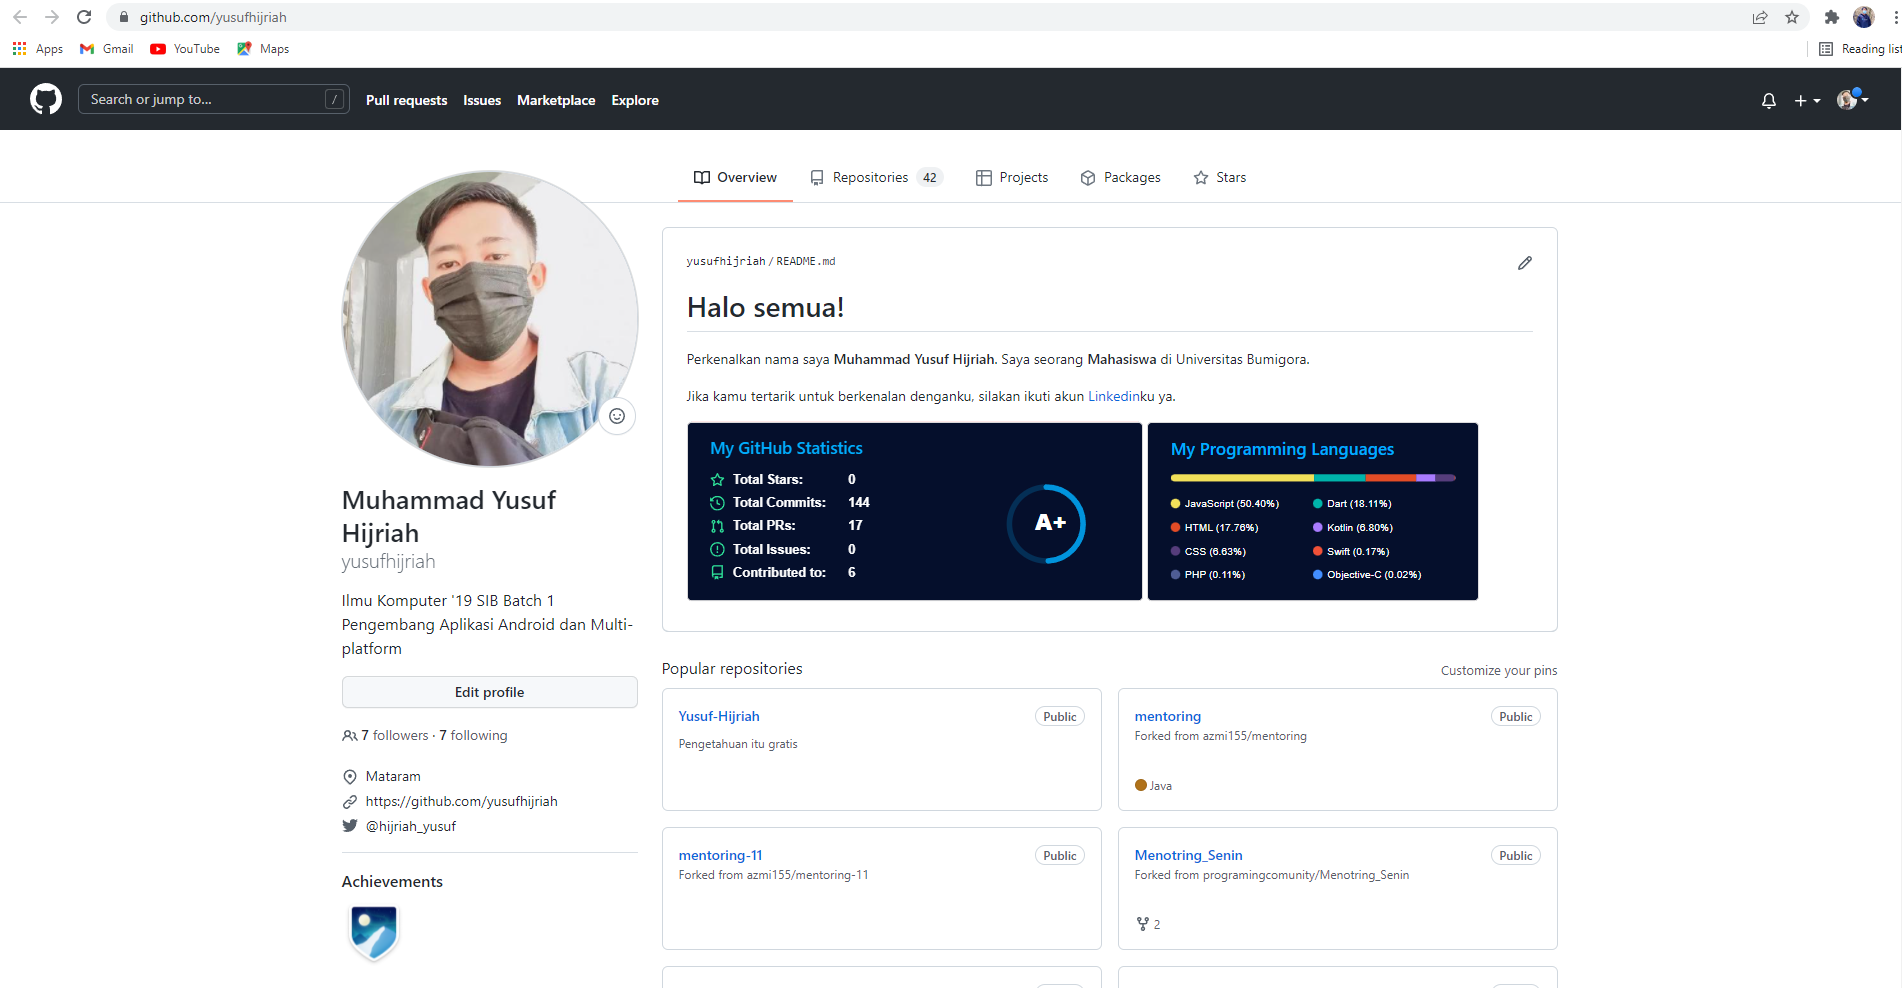 github.com/yusufhijriah
Apps Gmail YouTube Maps Reading list
Search or jump to... / Pull requests Issues Marketplace Explore
Overview Repositories 42 Projects Packages Stars
yusufhijriah / README.md
Halo semua!
Perkenalkan nama saya Muhammad Yusuf Hijriah. Saya seorang Mahasiswa di Universitas Bumigora.
Jika kamu tertarik untuk berkenalan denganku, silakan ikuti akun Linkedinku ya.
My GitHub Statistics
Total Stars: 0
Total Commits: 144
Total PRs: 17
Total Issues: 0
Contributed to: 6
A+
My Programming Languages
JavaScript (50.40%) Dart (18.11%)
HTML (17.76%) Kotlin (6.80%)
CSS (6.63%) Swift (0.17%)
PHP (0.11%) Objective-C (0.02%)
Muhammad Yusuf
Hijriah
yusufhijriah
Ilmu Komputer '19 SIB Batch 1
Pengembang Aplikasi Android dan Multi-
platform
Edit profile
7 followers · 7 following
Mataram
https://github.com/yusufhijriah
@hijriah_yusuf
Achievements
Popular repositories Customize your pins
Yusuf-Hijriah Public
Pengetahuan itu gratis
mentoring Public
Forked from azmi155/mentoring
Java
mentoring-11 Public
Forked from azmi155/mentoring-11
Menotring_Senin Public
Forked from programingcomunity/Menotring_Senin
2